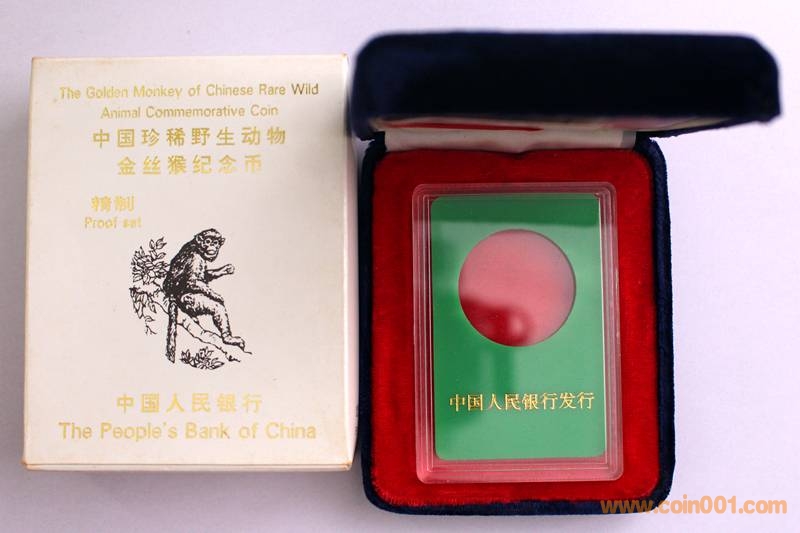 The Golden Monkey of Chinese Rare Wild
Animal Commemorative Coin
中国珍稀野生动物
金丝猴纪念币
精制
Proof set
中国人民银行
The People's Bank of China
中国人民银行发行
www.coin001.com